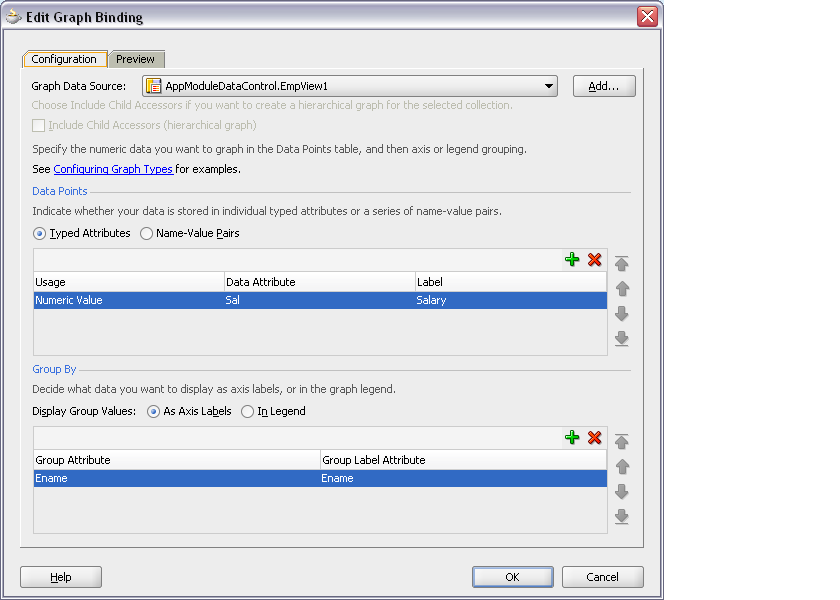 Edit Graph Binding
Configuration Preview
Graph Data Source: AppModuleDataControl.EmpView1 Add...
Choose Include Child Accessors if you want to create a hierarchical graph for the selected collection.
Include Child Accessors (hierarchical graph)
Specify the numeric data you want to graph in the Data Points table, and then axis or legend grouping.
See Configuring Graph Types for examples.
Data Points
Indicate whether your data is stored in individual typed attributes or a series of name-value pairs.
Typed Attributes Name-Value Pairs
Usage Data Attribute Label
Numeric Value Sal Salary
Group By
Decide what data you want to display as axis labels, or in the graph legend.
Display Group Values: As Axis Labels In Legend
Group Attribute Group Label Attribute
Ename Ename
Help OK Cancel